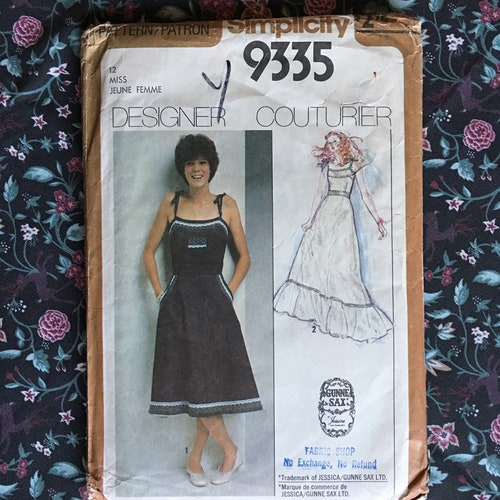 PATTERN/PATRON
Simplicity
12
MISS
JEUNE FEMME
9335
DESIGNER COUTURIER
1
2
GUNNE
SAX
Jessica
FABRIC SHOP
No Exchange, No Refund
*Trademark of JESSICA/GUNNE SAX LTD.
*Marque de commerce de
JESSICA/GUNNE SAX LTD.